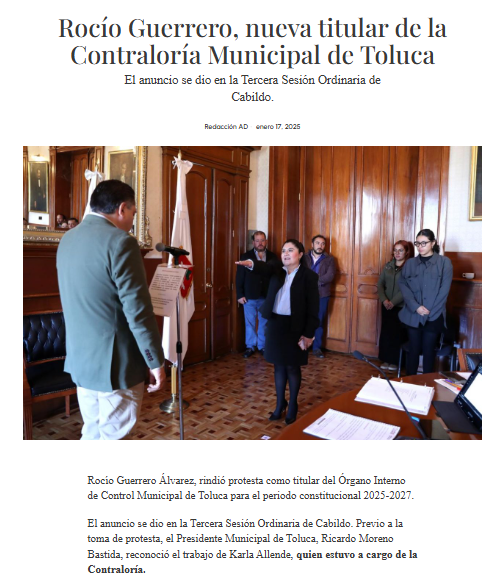 Rocío Guerrero, nueva titular de la
Contraloría Municipal de Toluca
El anuncio se dio en la Tercera Sesión Ordinaria de
Cabildo.
Redacción AD enero 17, 2025
Rocio Guerrero Álvarez, rindió protesta como titular del Órgano Interno
de Control Municipal de Toluca para el periodo constitucional 2025-2027.
El anuncio se dio en la Tercera Sesión Ordinaria de Cabildo. Previo a la
toma de protesta, el Presidente Municipal de Toluca, Ricardo Moreno
Bastida, reconoció el trabajo de Karla Allende, quien estuvo a cargo de la
Contraloría.